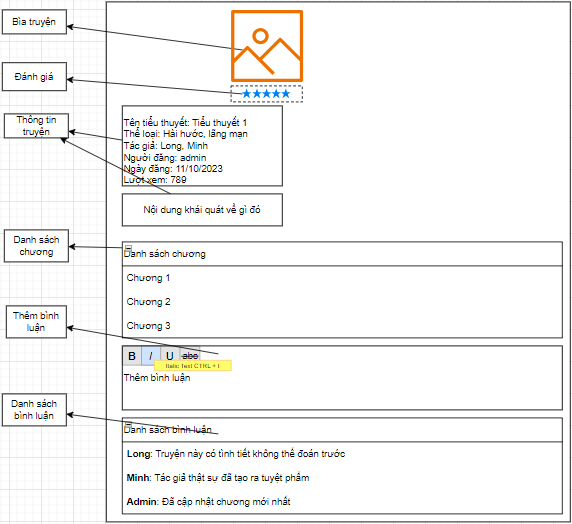 Bìa truyện
Đánh giá
Thông tin
truyện
Tên tiểu thuyết: Tiểu thuyết 1
Thể loại: Hài hước, lãng mạn
Tác giả: Long, Minh
Người đăng: admin
Ngày đăng: 11/10/2023
Lượt xem: 789
Nội dung khái quát về gì đó
Danh sách
chương
Danh sách chương
Chương 1
Chương 2
Chương 3
Thêm bình
luận
B I U abc
Italic Text CTRL + I
Thêm bình luận
Danh sách
bình luận
Danh sách bình luận
Long: Truyện này có tình tiết không thể đoán trước
Minh: Tác giả thật sự đã tạo ra tuyệt phẩm
Admin: Đã cập nhật chương mới nhất